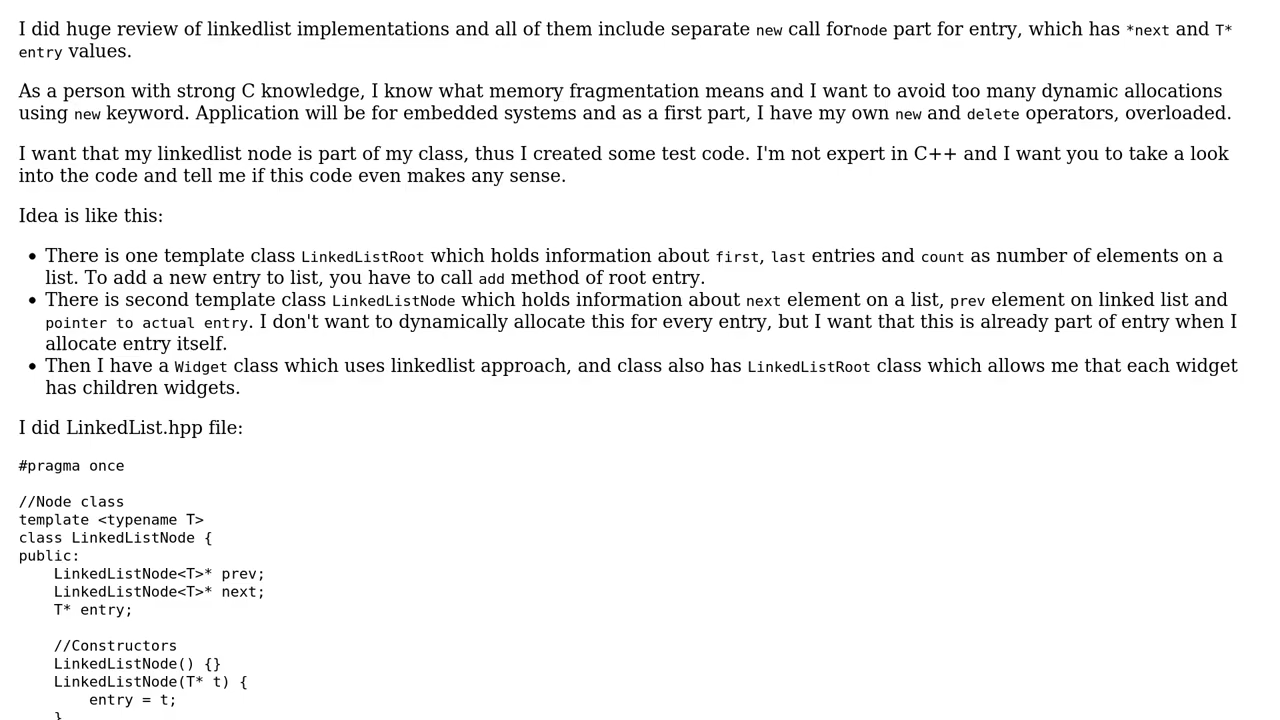 I did huge review of linkedlist implementations and all of them include separate new call fornode part for entry, which has *next and T*
entry values.
As a person with strong C knowledge, I know what memory fragmentation means and I want to avoid too many dynamic allocations
using new keyword. Application will be for embedded systems and as a first part, I have my own new and delete operators, overloaded.
I want that my linkedlist node is part of my class, thus I created some test code. I'm not expert in C++ and I want you to take a look
into the code and tell me if this code even makes any sense.
Idea is like this:
• There is one template class LinkedListRoot which holds information about first, last entries and count as number of elements on a
list. To add a new entry to list, you have to call add method of root entry.
• There is second template class LinkedListNode which holds information about next element on a list, prev element on linked list and
pointer to actual entry. I don't want to dynamically allocate this for every entry, but I want that this is already part of entry when I
allocate entry itself.
• Then I have a Widget class which uses linkedlist approach, and class also has LinkedListRoot class which allows me that each widget
has children widgets.
I did LinkedList.hpp file:
#pragma once
//Node class
template <typename T>
class LinkedListNode {
public:
    LinkedListNode<T>* prev;
    LinkedListNode<T>* next;
    T* entry;
    //Constructors
    LinkedListNode() {}
    LinkedListNode(T* t) {
        entry = t;
    }